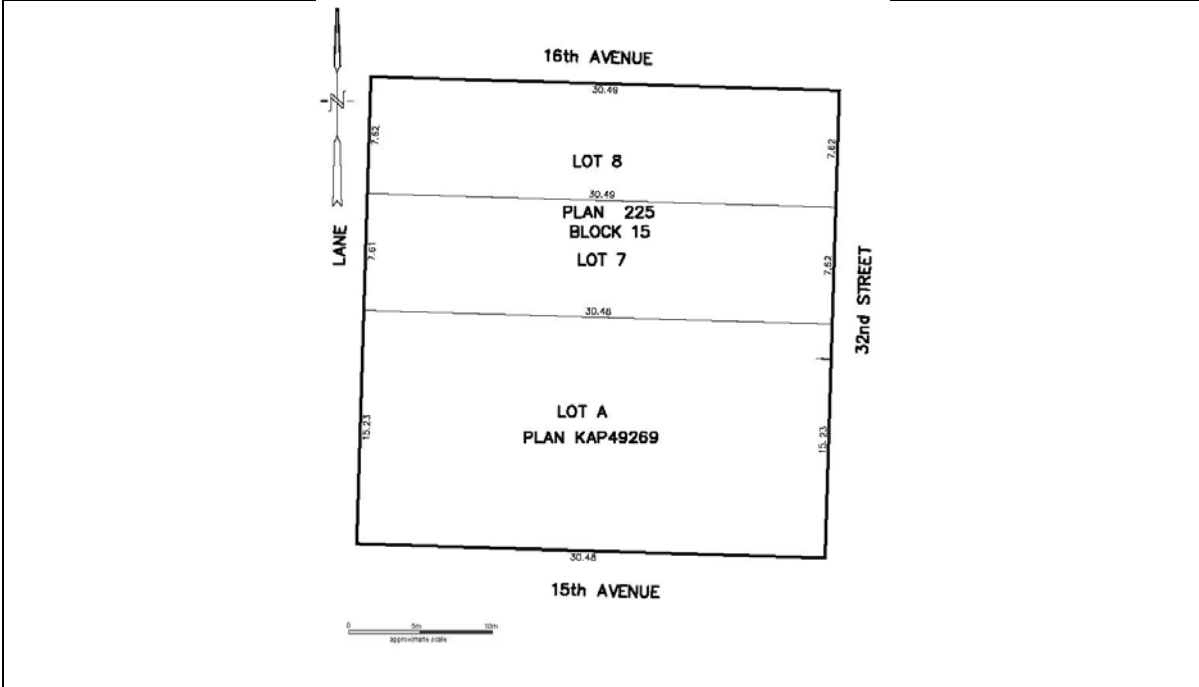 16th AVENUE
30.49
N
7.62
7.62
LOT 8
30.49
PLAN 225
BLOCK 15
LANE
7.61
LOT 7
7.62
32nd STREET
30.48
LOT A
15.23
PLAN KAP49269
15.23
30.48
15th AVENUE
0 5m 10m
approximate scale